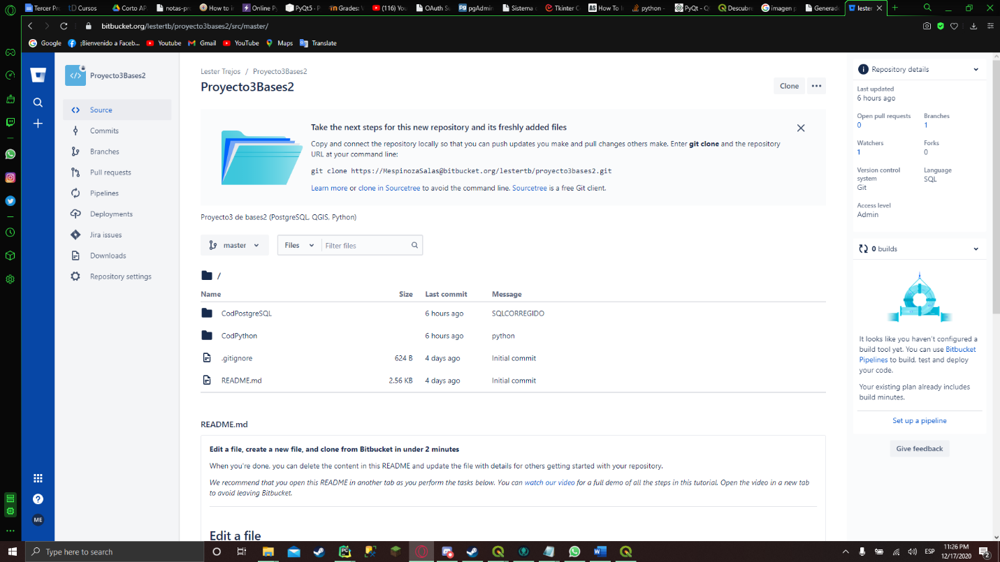 Tercer Pro
Cursos
Corto AP
notas-pro
How to in
Online Py
PyQt5 - P
Grades: M
(116) You
OAuth Su
pgAdmin
Sistema d
Tkinter C
How To I
python -
PyQt - Q
Descubre
imagen p
Generado
lester
bitbucket.org/lestertb/proyecto3bases2/src/master/
Google
¡Bienvenido a Faceb...
Youtube
Gmail
YouTube
Maps
Translate
Proyecto3Bases2
Source
Commits
Branches
Pull requests
Pipelines
Deployments
Jira issues
Downloads
Repository settings
ME
Lester Trejos / Proyecto3Bases2
Proyecto3Bases2
Clone
Take the next steps for this new repository and its freshly added files
Copy and connect the repository locally so that you can push updates you make and pull changes others make. Enter git clone and the repository
URL at your command line:
git clone https://MespinozaSalas@bitbucket.org/lestertb/proyecto3bases2.git
Learn more or clone in Sourcetree to avoid the command line. Sourcetree is a free Git client.
Proyecto3 de bases2 (PostgreSQL, QGIS, Python)
master
Files
Filter files
/
Name Size Last commit Message
CodPostgreSQL 6 hours ago SQLCORREGIDO
CodPython 6 hours ago python
.gitignore 624 B 4 days ago Initial commit
README.md 2.56 KB 4 days ago Initial commit
README.md
Edit a file, create a new file, and clone from Bitbucket in under 2 minutes
When you're done, you can delete the content in this README and update the file with details for others getting started with your repository.
We recommend that you open this README in another tab as you perform the tasks below. You can watch our video for a full demo of all the steps in this tutorial. Open the video in a new tab
to avoid leaving Bitbucket.
Edit a file
Repository details
Last updated
6 hours ago
Open pull requests Branches
0 1
Watchers Forks
1 0
Version control Language
system SQL
Git
Access level
Admin
0 builds
It looks like you haven't configured a
build tool yet. You can use Bitbucket
Pipelines to build, test and deploy
your code.
Your existing plan already includes
build minutes.
Set up a pipeline
Give feedback
Type here to search
ESP
11:26 PM
12/17/2020
2